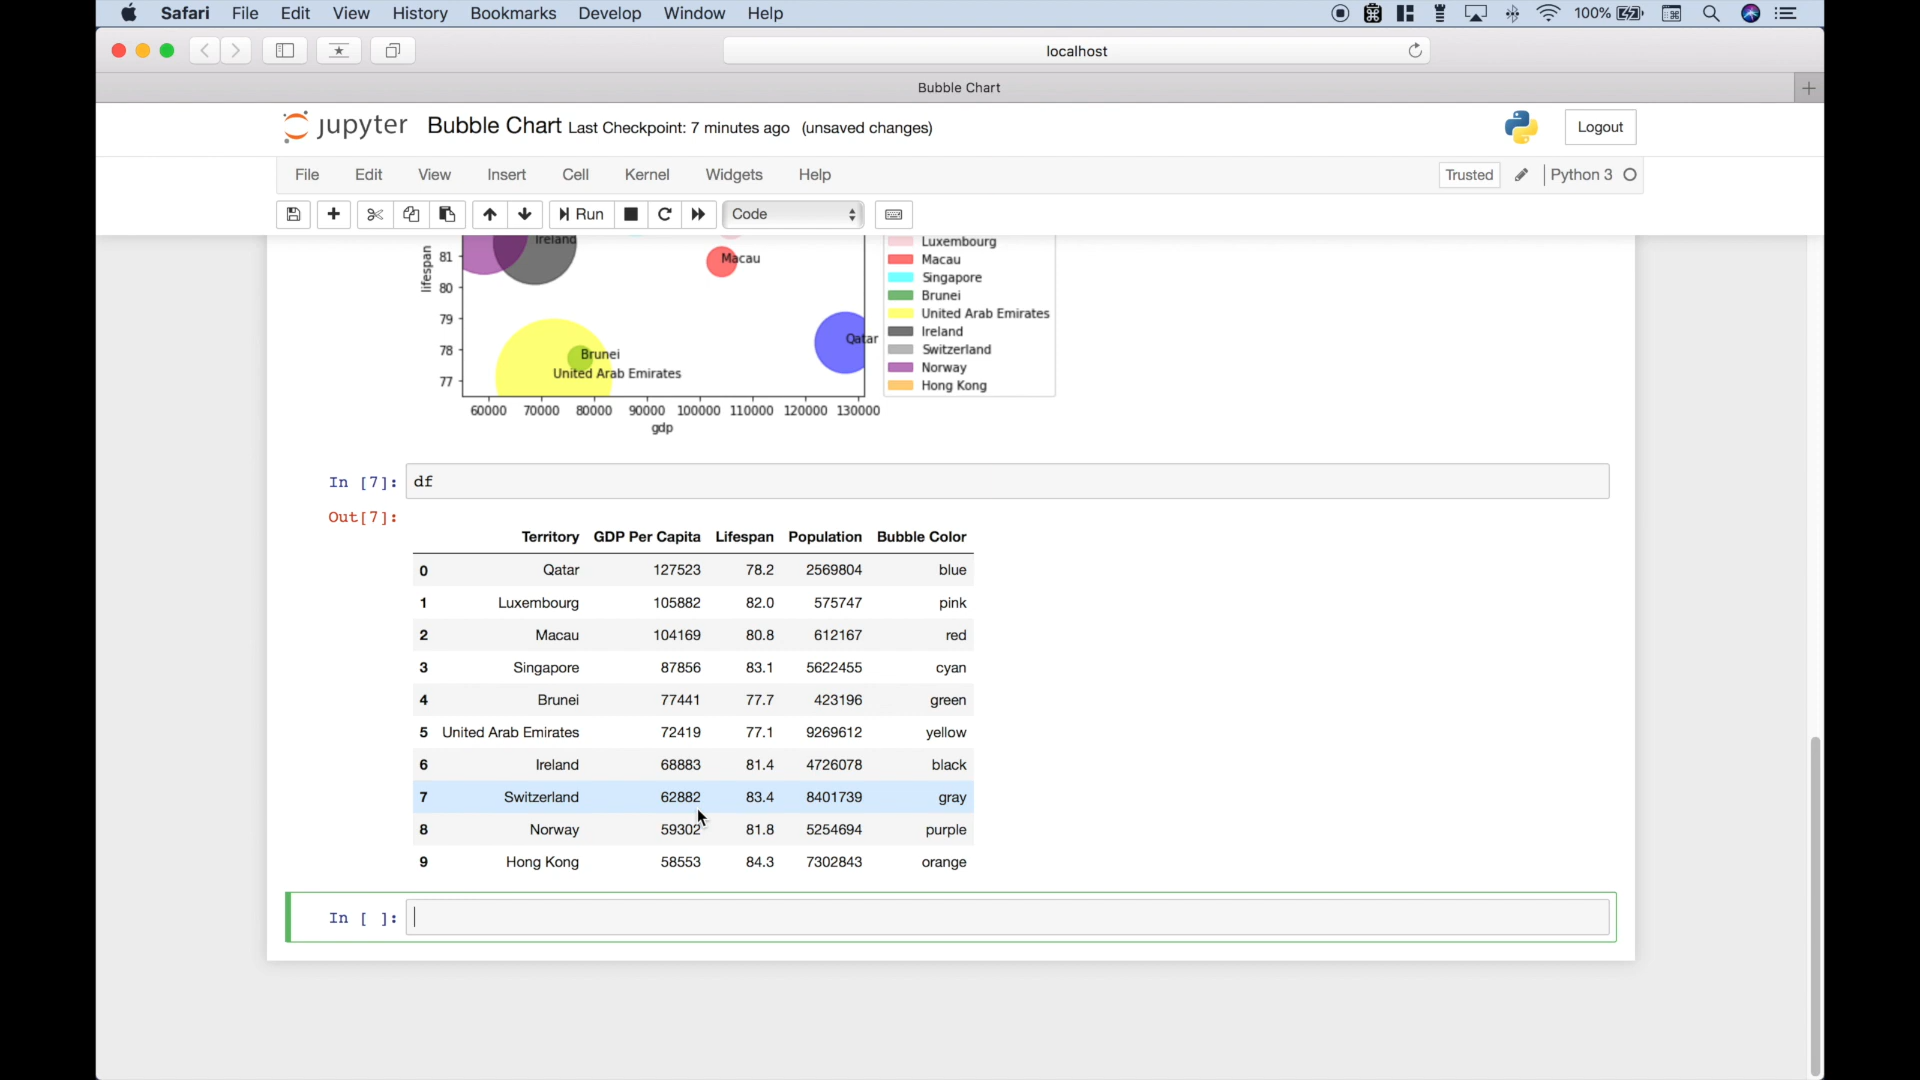 Safari File Edit View History Bookmarks Develop Window Help 100%
localhost
Bubble Chart
jupyter Bubble Chart Last Checkpoint: 7 minutes ago (unsaved changes) Logout
File Edit View Insert Cell Kernel Widgets Help Trusted Python 3
Run Code
Ireland Luxembourg
lifespan 81 Macau Macau
80 Singapore
Brunei
79 United Arab Emirates
Qatar Ireland
78 Brunei Switzerland
United Arab Emirates Norway
77 Hong Kong
60000 70000 80000 90000 100000 110000 120000 130000
gdp
In [7]: df
Out[7]:
Territory GDP Per Capita Lifespan Population Bubble Color
0 Qatar 127523 78.2 2569804 blue
1 Luxembourg 105882 82.0 575747 pink
2 Macau 104169 80.8 612167 red
3 Singapore 87856 83.1 5622455 cyan
4 Brunei 77441 77.7 423196 green
5 United Arab Emirates 72419 77.1 9269612 yellow
6 Ireland 68883 81.4 4726078 black
7 Switzerland 62882 83.4 8401739 gray
8 Norway 59302 81.8 5254694 purple
9 Hong Kong 58553 84.3 7302843 orange
In [ ]: